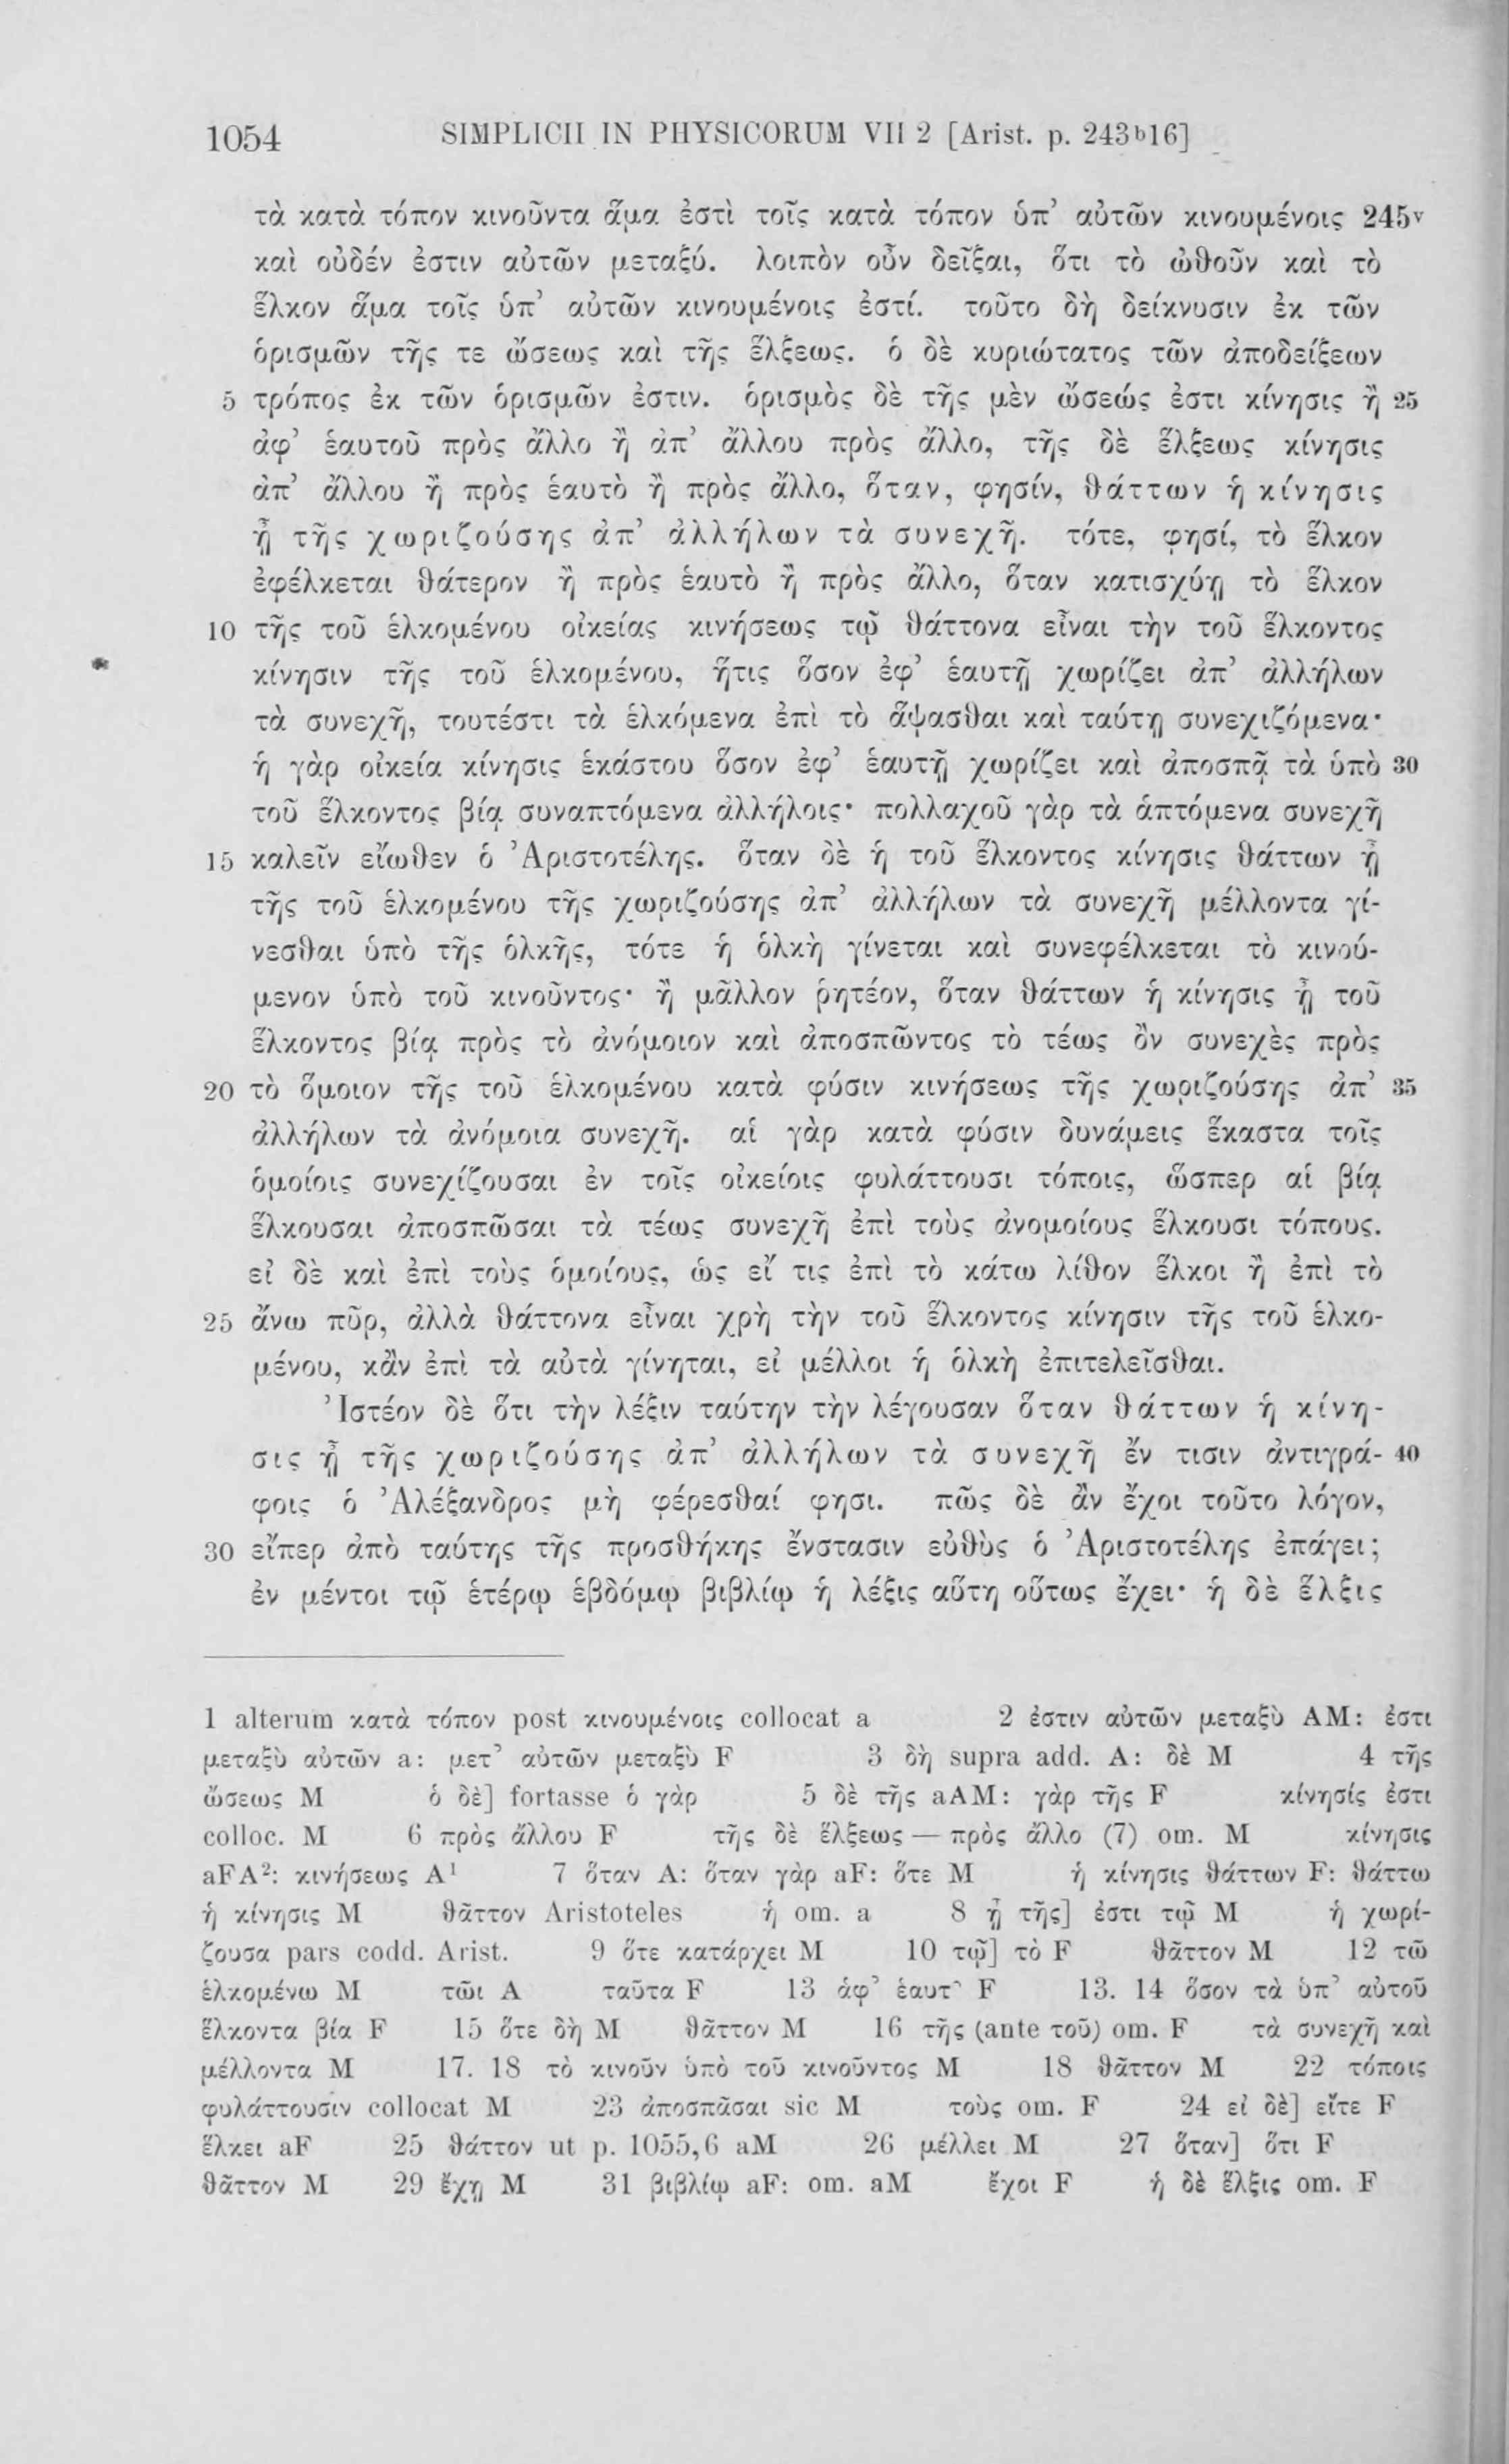 1054 SIMPLICII IN PHYSICORUM VII 2 [Arist. p. 243ᵇ16]
τὰ κατὰ τόπον κινοῦντα ἅμα ἐστὶ τοῖς κατὰ τόπον ὑπ' αὐτῶν κινουμένοις 245ᵛ
καὶ οὐδέν ἐστιν αὐτῶν μεταξύ. λοιπὸν οὖν δεῖξαι, ὅτι τὸ ὠθοῦν καὶ τὸ
ἕλκον ἅμα τοῖς ὑπ' αὐτῶν κινουμένοις ἐστί. τοῦτο δὴ δείκνυσιν ἐκ τῶν
ὁρισμῶν τῆς τε ὤσεως καὶ τῆς ἕλξεως. ὁ δὲ κυριώτατος τῶν ἀποδείξεων
5 τρόπος ἐκ τῶν ὁρισμῶν ἐστιν. ὁρισμὸς δὲ τῆς μὲν ὤσεώς ἐστι κίνησις ἢ 25
ἀφ' ἑαυτοῦ πρὸς ἄλλο ἢ ἀπ' ἄλλου πρὸς ἄλλο, τῆς δὲ ἕλξεως κίνησις
ἀπ' ἄλλου ἢ πρὸς ἑαυτὸ ἢ πρὸς ἄλλο, ὅταν, φησίν, θάττων ἡ κίνησις
ᾖ τῆς χωριζούσης ἀπ' ἀλλήλων τὰ συνεχῆ. τότε, φησί, τὸ ἕλκον
ἐφέλκεται θάτερον ἢ πρὸς ἑαυτὸ ἢ πρὸς ἄλλο, ὅταν κατισχύῃ τὸ ἕλκον
10 τῆς τοῦ ἑλκομένου οἰκείας κινήσεως τῷ θάττονα εἶναι τὴν τοῦ ἕλκοντος
κίνησιν τῆς τοῦ ἑλκομένου, ἥτις ὅσον ἐφ' ἑαυτῇ χωρίζει ἀπ' ἀλλήλων
τὰ συνεχῆ, τουτέστι τὰ ἑλκόμενα ἐπὶ τὸ ἅψασθαι καὶ ταύτῃ συνεχιζόμενα·
ἡ γὰρ οἰκεία κίνησις ἑκάστου ὅσον ἐφ' ἑαυτῇ χωρίζει καὶ ἀποσπᾷ τὰ ὑπὸ 30
τοῦ ἕλκοντος βίᾳ συναπτόμενα ἀλλήλοις· πολλαχοῦ γὰρ τὰ ἁπτόμενα συνεχῆ
15 καλεῖν εἴωθεν ὁ Ἀριστοτέλης. ὅταν δὲ ἡ τοῦ ἕλκοντος κίνησις θάττων ᾖ
τῆς τοῦ ἑλκομένου τῆς χωριζούσης ἀπ' ἀλλήλων τὰ συνεχῆ μέλλοντα γί-
νεσθαι ὑπὸ τῆς ὁλκῆς, τότε ἡ ὁλκὴ γίνεται καὶ συνεφέλκεται τὸ κινού-
μενον ὑπὸ τοῦ κινοῦντος· ἢ μᾶλλον ῥητέον, ὅταν θάττων ἡ κίνησις ᾖ τοῦ
ἕλκοντος βίᾳ πρὸς τὸ ἀνόμοιον καὶ ἀποσπῶντος τὸ τέως ὂν συνεχὲς πρὸς
20 τὸ ὅμοιον τῆς τοῦ ἑλκομένου κατὰ φύσιν κινήσεως τῆς χωριζούσης ἀπ' 35
ἀλλήλων τὰ ἀνόμοια συνεχῆ. αἱ γὰρ κατὰ φύσιν δυνάμεις ἕκαστα τοῖς
ὁμοίοις συνεχίζουσαι ἐν τοῖς οἰκείοις φυλάττουσι τόποις, ὥσπερ αἱ βίᾳ
ἕλκουσαι ἀποσπῶσαι τὰ τέως συνεχῆ ἐπὶ τοὺς ἀνομοίους ἕλκουσι τόπους.
εἰ δὲ καὶ ἐπὶ τοὺς ὁμοίους, ὡς εἴ τις ἐπὶ τὸ κάτω λίθον ἕλκοι ἢ ἐπὶ τὸ
25 ἄνω πῦρ, ἀλλὰ θάττονα εἶναι χρὴ τὴν τοῦ ἕλκοντος κίνησιν τῆς τοῦ ἑλκο-
μένου, κἂν ἐπὶ τὰ αὐτὰ γίνηται, εἰ μέλλοι ἡ ὁλκὴ ἐπιτελεῖσθαι.
Ἰστέον δὲ ὅτι τὴν λέξιν ταύτην τὴν λέγουσαν ὅταν θάττων ἡ κίνη-
σις ᾖ τῆς χωριζούσης ἀπ' ἀλλήλων τὰ συνεχῆ ἔν τισιν ἀντιγρά- 40
φοις ὁ Ἀλέξανδρος μὴ φέρεσθαί φησι. πῶς δὲ ἂν ἔχοι τοῦτο λόγον,
30 εἴπερ ἀπὸ ταύτης τῆς προσθήκης ἔνστασιν εὐθὺς ὁ Ἀριστοτέλης ἐπάγει;
ἐν μέντοι τῷ ἑτέρῳ ἑβδόμῳ βιβλίῳ ἡ λέξις αὕτη οὕτως ἔχει· ἡ δὲ ἕλξις
1 alterum κατὰ τόπον post κινουμένοις collocat a 2 ἐστιν αὐτῶν μεταξὺ AM: ἐστι
μεταξὺ αὐτῶν a: μετ' αὐτῶν μεταξὺ F 3 δὴ supra add. A: δὲ M 4 τῆς
ὤσεως M ὁ δὲ] fortasse ὁ γὰρ 5 δὲ τῆς aAM: γὰρ τῆς F κίνησίς ἐστι
colloc. M 6 πρὸς ἄλλου F τῆς δὲ ἕλξεως — πρὸς ἄλλο (7) om. M κίνησις
aFA²: κινήσεως A¹ 7 ὅταν A: ὅταν γὰρ aF: ὅτε M ἡ κίνησις θάττων F: θάττω
ἡ κίνησις M θᾶττον Aristoteles ἡ om. a 8 ᾖ τῆς] ἐστι τῷ M ἡ χωρί-
ζουσα pars codd. Arist. 9 ὅτε κατάρχει M 10 τῷ] τὸ F θᾶττον M 12 τῶ
ἑλκομένω M τῶι A ταῦτα F 13 ἀφ' ἑαυτ` F 13. 14 ὅσον τὰ ὑπ' αὐτοῦ
ἕλκοντα βία F 15 ὅτε δὴ M θᾶττον M 16 τῆς (ante τοῦ) om. F τὰ συνεχῆ καὶ
μέλλοντα M 17. 18 τὸ κινοῦν ὑπὸ τοῦ κινοῦντος M 18 θᾶττον M 22 τόποις
φυλάττουσιν collocat M 23 ἀποσπᾶσαι sic M τοὺς om. F 24 εἰ δὲ] εἴτε F
ἕλκει aF 25 θάττον ut p. 1055,6 aM 26 μέλλει M 27 ὅταν] ὅτι F
θᾶττον M 29 ἔχῃ M 31 βιβλίῳ aF: om. aM ἔχοι F ἡ δὲ ἕλξις om. F